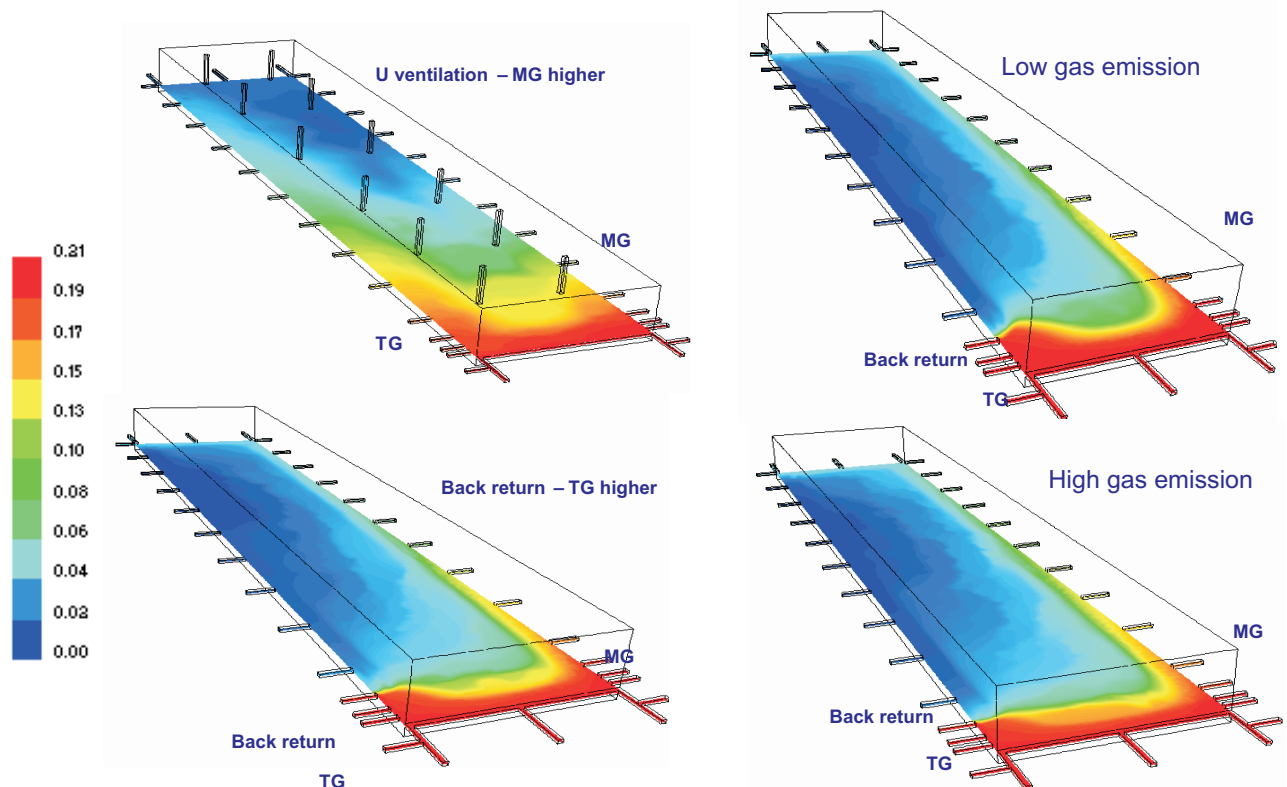 U ventilation – MG higher
MG
TG
0.21
0.19
0.17
0.15
0.13
0.10
0.08
0.06
0.04
0.02
0.00
Low gas emission
MG
Back return
TG
Back return – TG higher
MG
Back return
TG
High gas emission
MG
Back return
TG